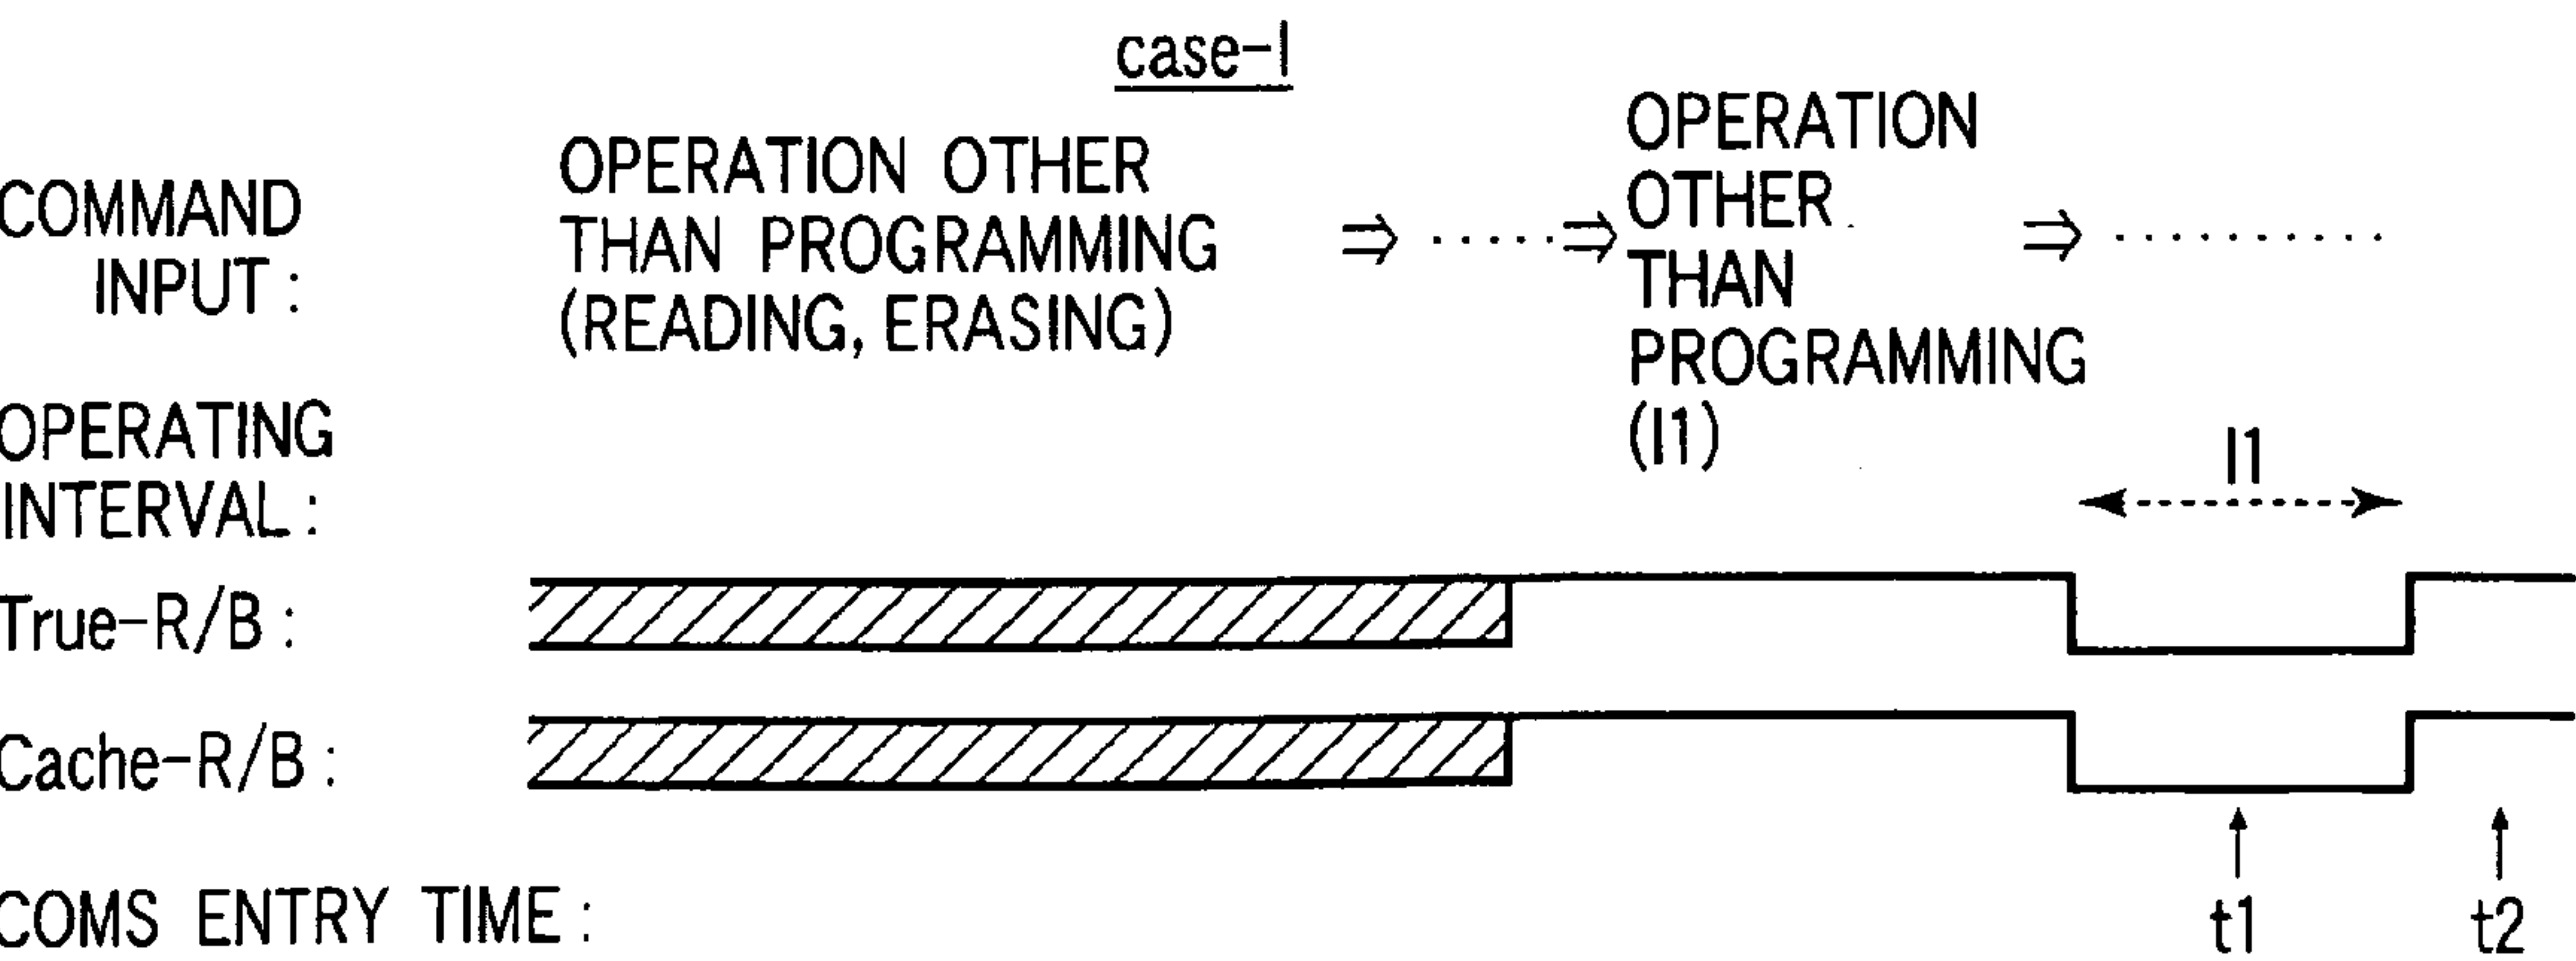 case-I
COMMAND
INPUT :
OPERATION OTHER
THAN PROGRAMMING
(READING, ERASING)
⇒ ·····⇒
OPERATION
OTHER
THAN
PROGRAMMING
(I1)
⇒ ·········
OPERATING
INTERVAL :
I1
True-R/B :
Cache-R/B :
COMS ENTRY TIME :
t1
t2